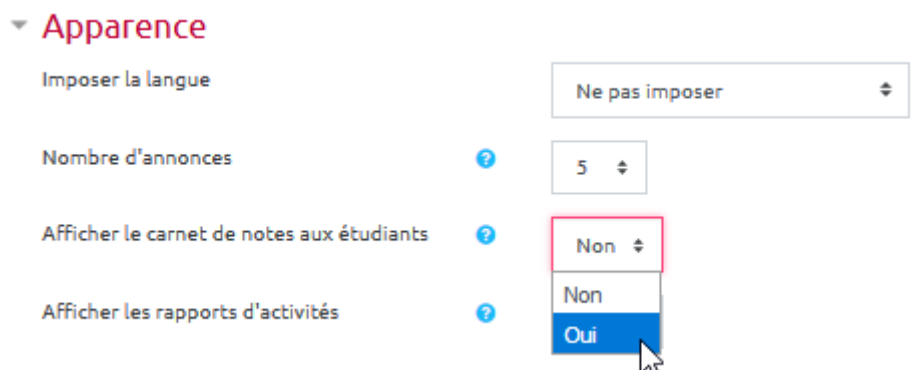 Apparence
Imposer la langue
Ne pas imposer
Nombre d'annonces
5
Afficher le carnet de notes aux étudiants
Non
Non
Afficher les rapports d'activités
Oui